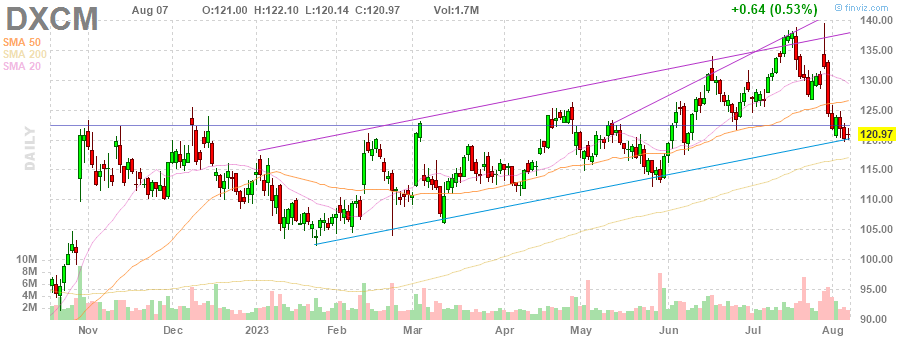 DXCM
Aug 07
O:121.00 H:122.10 L:120.14 C:120.97 Vol:1.7M
+0.64 (0.53%)
© finviz.com
SMA 50
SMA 200
SMA 20
DAILY
140.00
135.00
130.00
125.00
120.97
120.00
115.00
110.00
105.00
100.00
95.00
90.00
10M
8M
6M
4M
2M
Nov Dec 2023 Feb Mar Apr May Jun Jul Aug